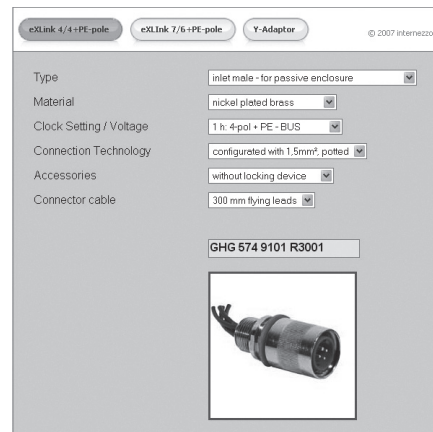 eXLink 4/4+PE-pole eXLInk 7/6+PE-pole Y-Adaptor © 2007 internezzo
Type inlet male - for passive enclosure
Material nickel plated brass
Clock Setting / Voltage 1 h: 4-pol + PE - BUS
Connection Technology configurated with 1,5mm², potted
Accessories without locking device
Connector cable 300 mm flying leads
GHG 574 9101 R3001